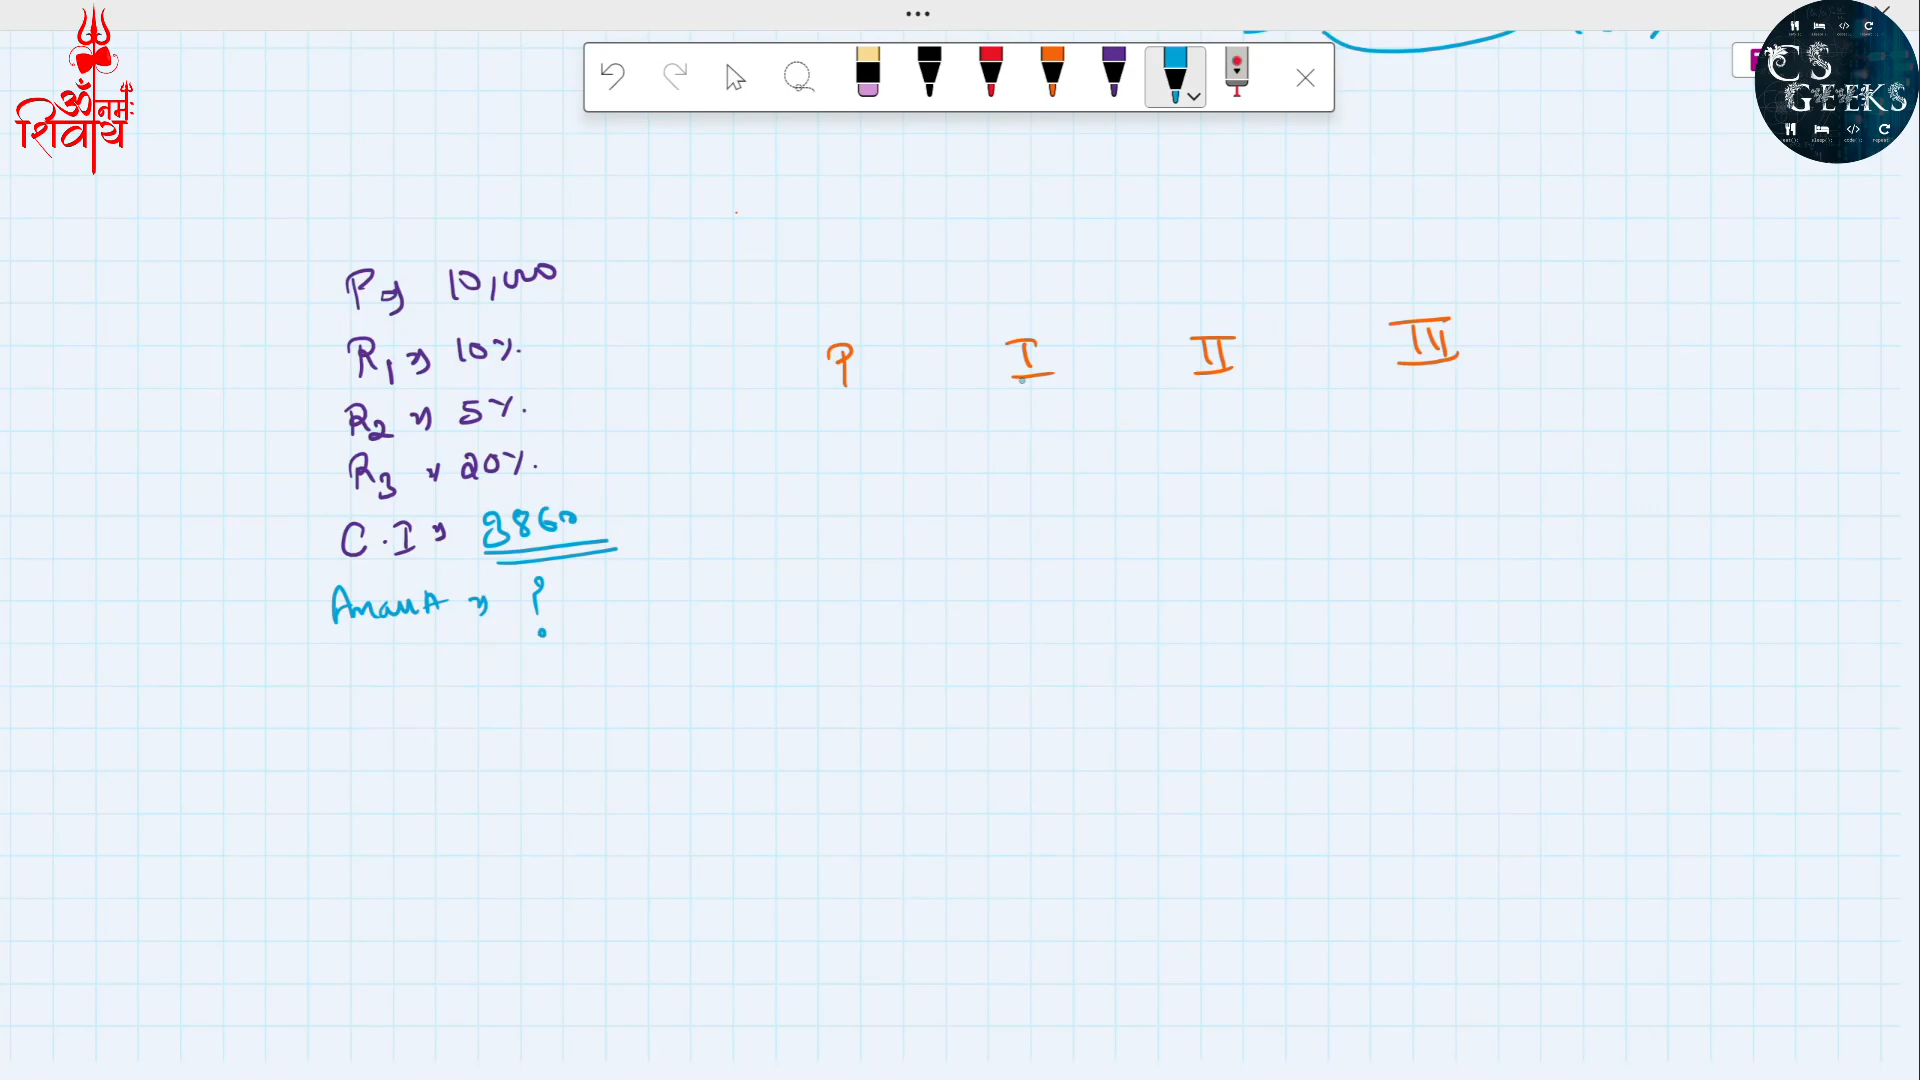 ॐ नमः
शिवाय
CS
GEEKS
P ⇒ 10,000
R1 ⇒ 10%.
R2 ⇒ 5%.
R3 ⇒ 20%.
C.I ⇒ 3860
Amount ⇒ ?
P I II III